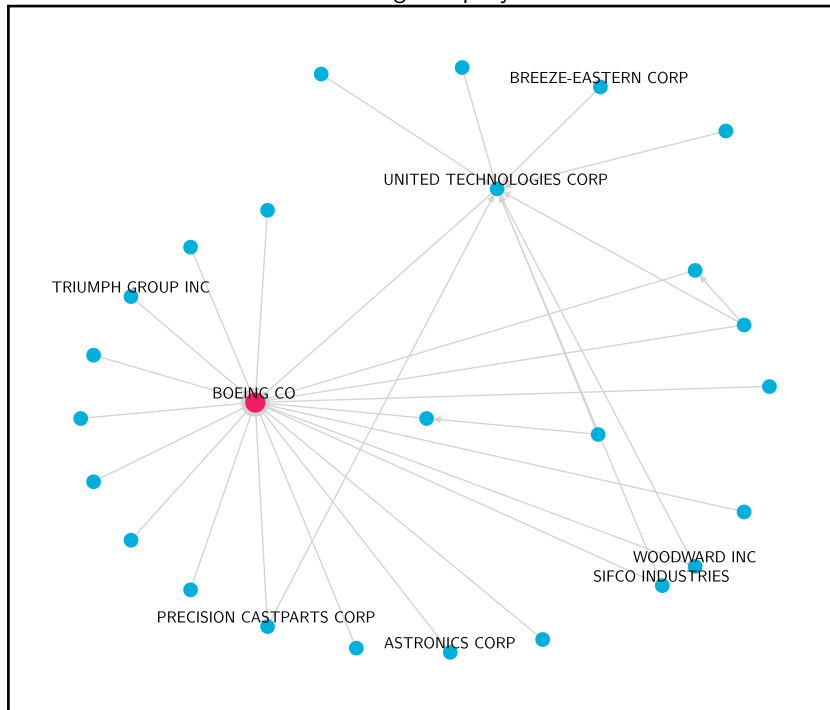 BREEZE-EASTERN CORP
UNITED TECHNOLOGIES CORP
TRIUMPH GROUP INC
BOEING CO
WOODWARD INC
SIFCO INDUSTRIES
PRECISION CASTPARTS CORP
ASTRONICS CORP